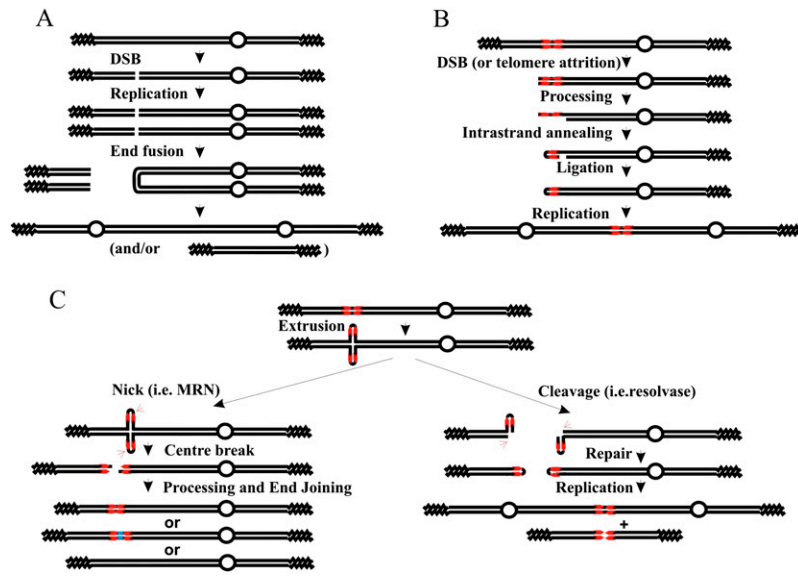 A
DSB
Replication
End fusion
(and/or )
B
DSB (or telomere attrition)
Processing
Intrastrand annealing
Ligation
Replication
C
Extrusion
Nick (i.e. MRN)
Centre break
Processing and End Joining
or
or
Cleavage (i.e.resolvase)
Repair
Replication
+